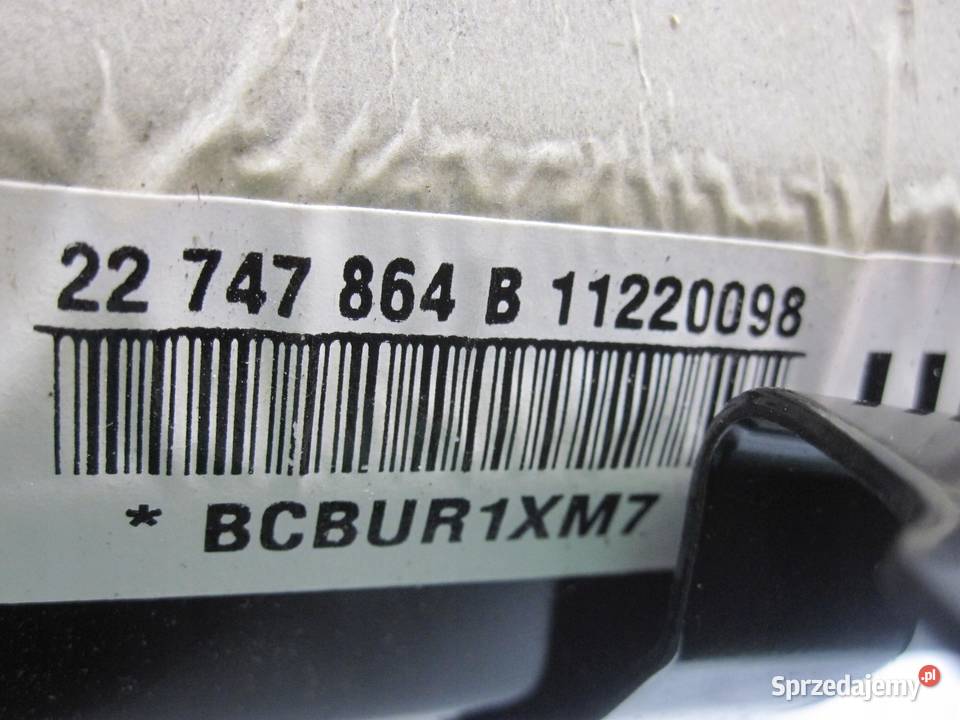 22 747 864 B 11220098
* BCBUR1XM7
Sprzedajemy.pl